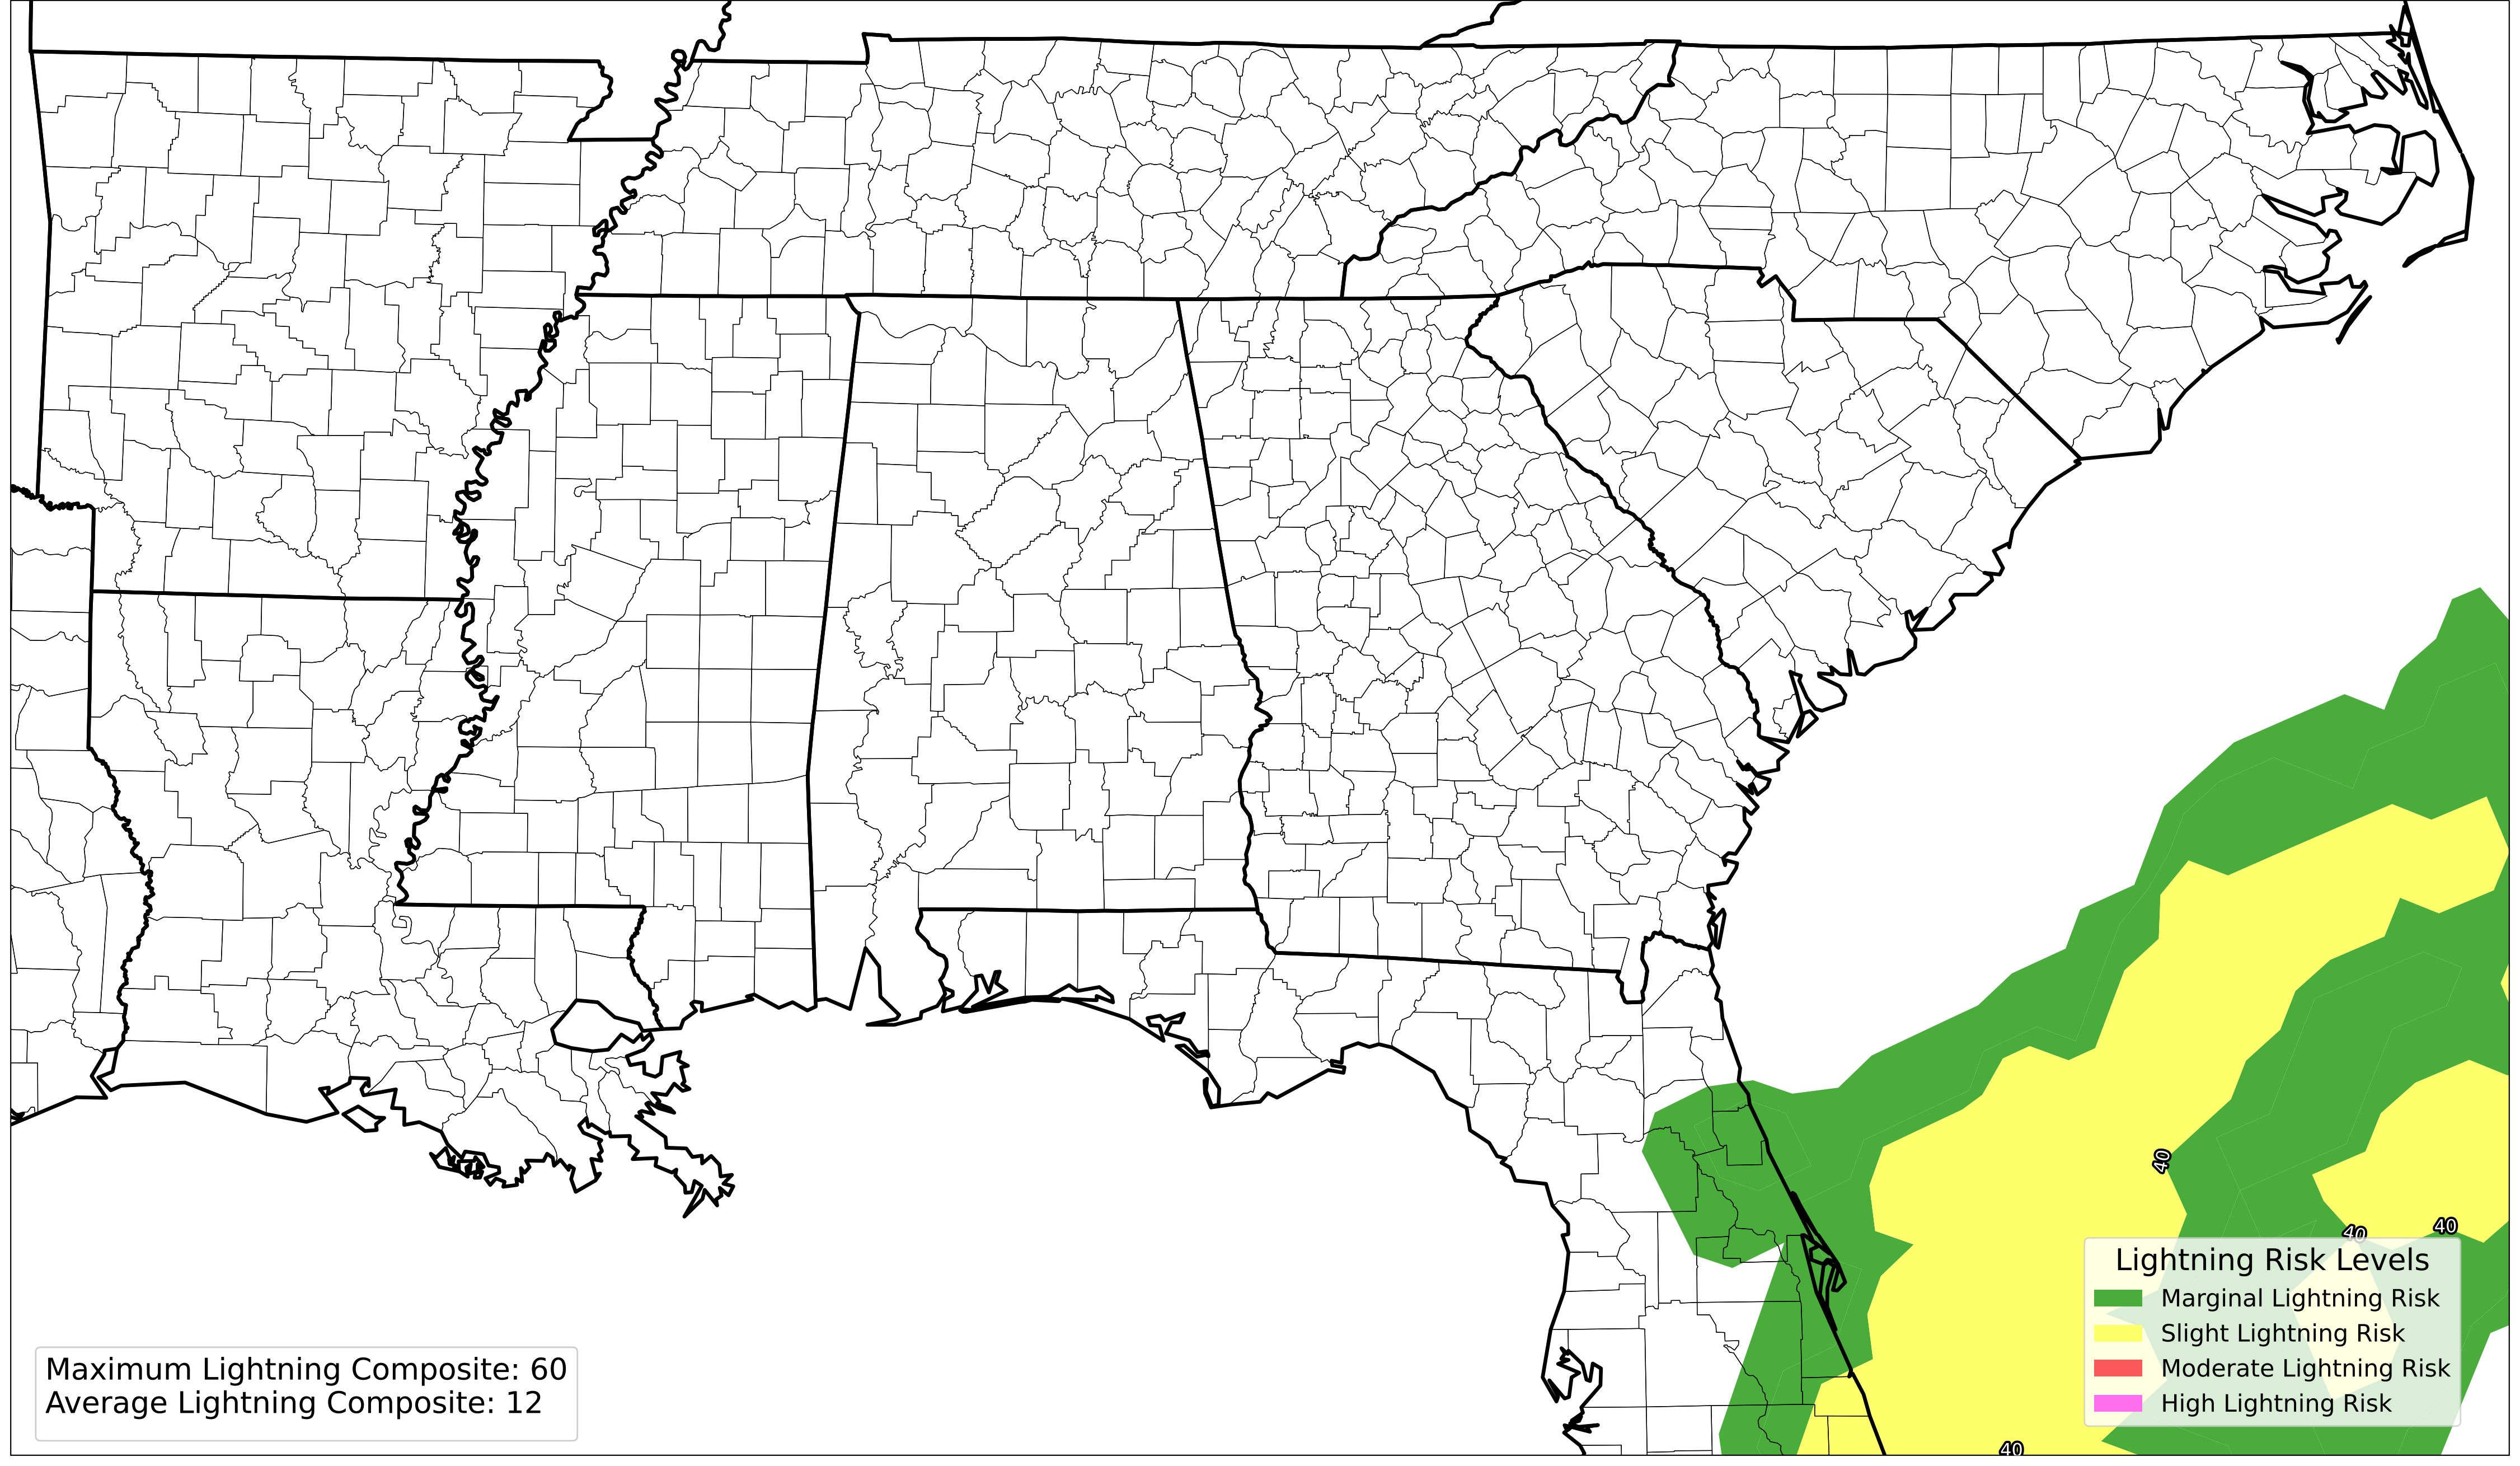 40
40
40
Lightning Risk Levels
Marginal Lightning Risk
Slight Lightning Risk
Moderate Lightning Risk
High Lightning Risk
Maximum Lightning Composite: 60
Average Lightning Composite: 12
40